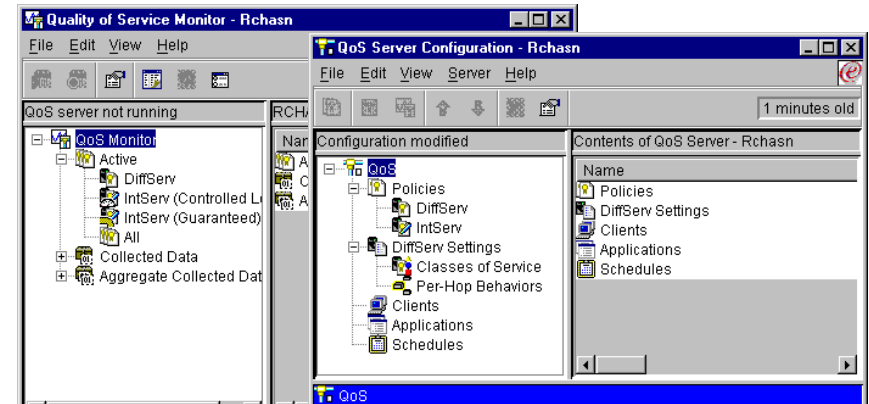 Quality of Service Monitor - Rchasn
File Edit View Help
QoS server not running
QoS Monitor
Active
DiffServ
IntServ (Controlled
IntServ (Guaranteed)
All
Collected Data
Aggregate Collected Dat
QoS Server Configuration - Rchasn
File Edit View Server Help
1 minutes old
Configuration modified
QoS
Policies
DiffServ
IntServ
DiffServ Settings
Classes of Service
Per-Hop Behaviors
Clients
Applications
Schedules
Contents of QoS Server - Rchasn
Name
Policies
DiffServ Settings
Clients
Applications
Schedules
QoS